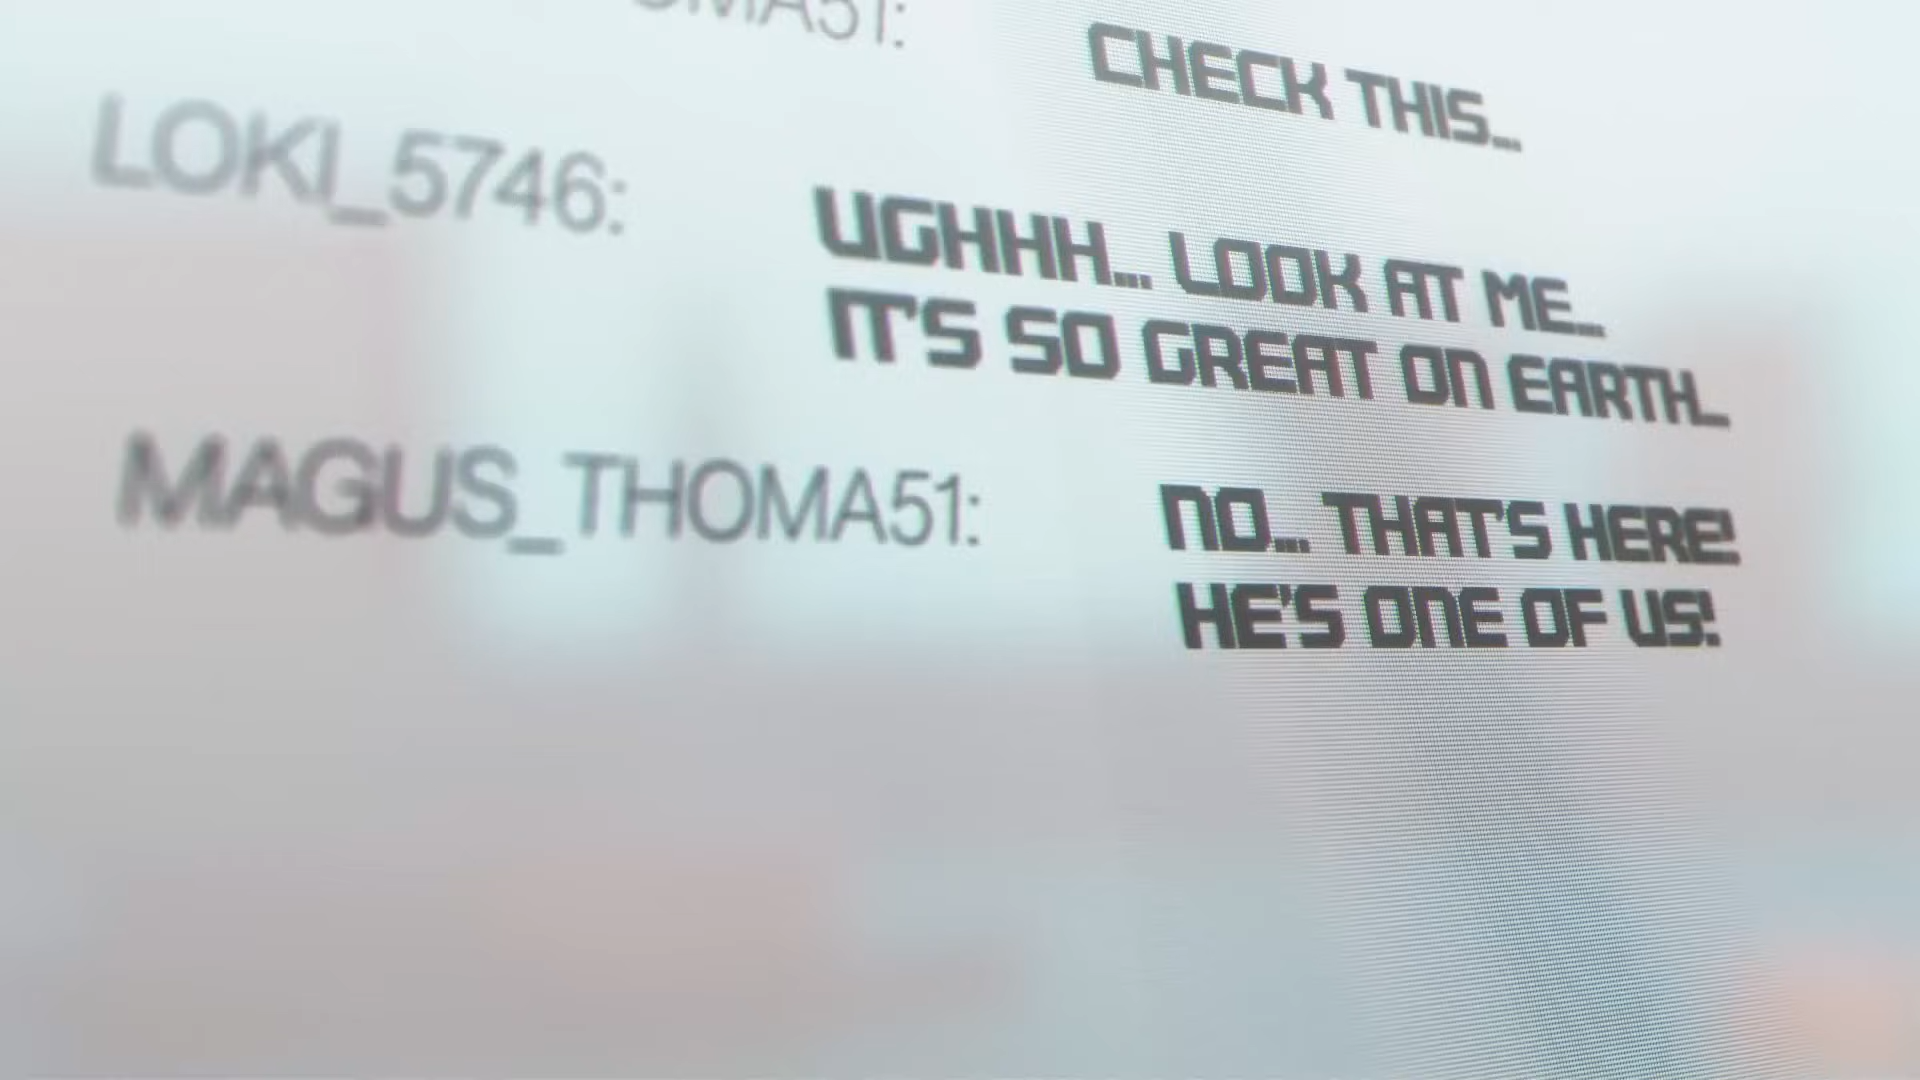 OMA51: CHECK THIS...
LOKI_5746: UGHHH... LOOK AT ME...
IT'S SO GREAT ON EARTH...
MAGUS_THOMA51: NO... THAT'S HERE!
HE'S ONE OF US!